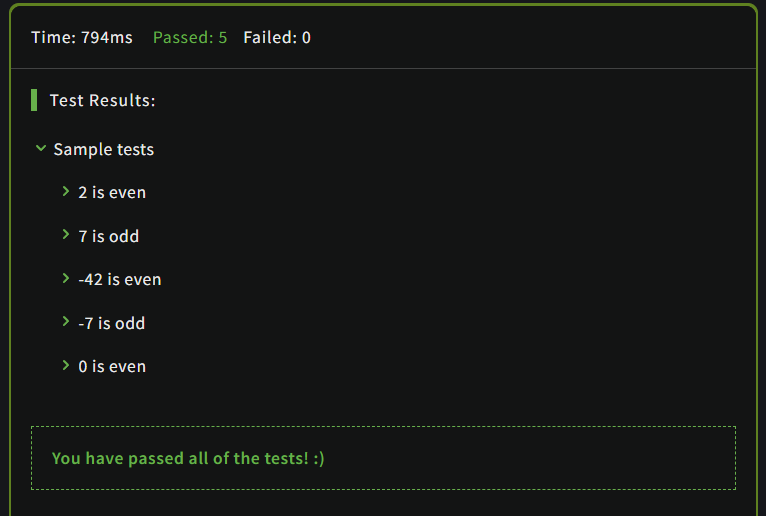 Time: 794ms Passed: 5 Failed: 0
Test Results:
Sample tests
2 is even
7 is odd
-42 is even
-7 is odd
0 is even
You have passed all of the tests! :)